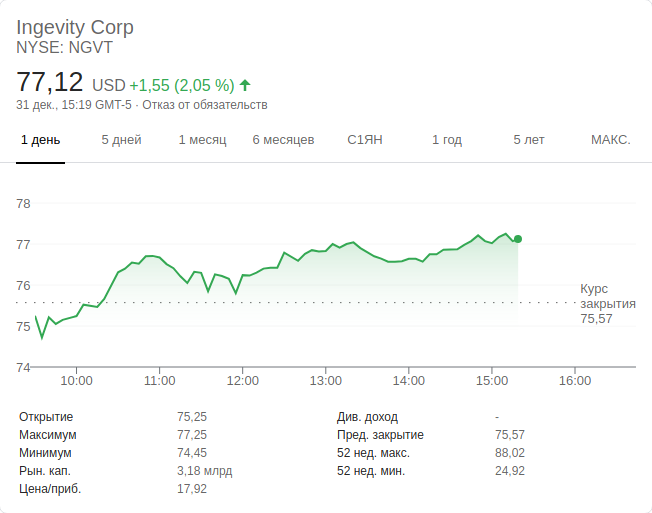 Ingevity Corp
NYSE: NGVT
77,12 USD +1,55 (2,05 %)
31 дек., 15:19 GMT-5 · Отказ от обязательств
1 день 5 дней 1 месяц 6 месяцев С1ЯН 1 год 5 лет МАКС.
78
77
76
75
74
Курс
закрытия
75,57
10:00 11:00 12:00 13:00 14:00 15:00 16:00
Открытие 75,25 Див. доход -
Максимум 77,25 Пред. закрытие 75,57
Минимум 74,45 52 нед. макс. 88,02
Рын. кап. 3,18 млрд 52 нед. мин. 24,92
Цена/приб. 17,92